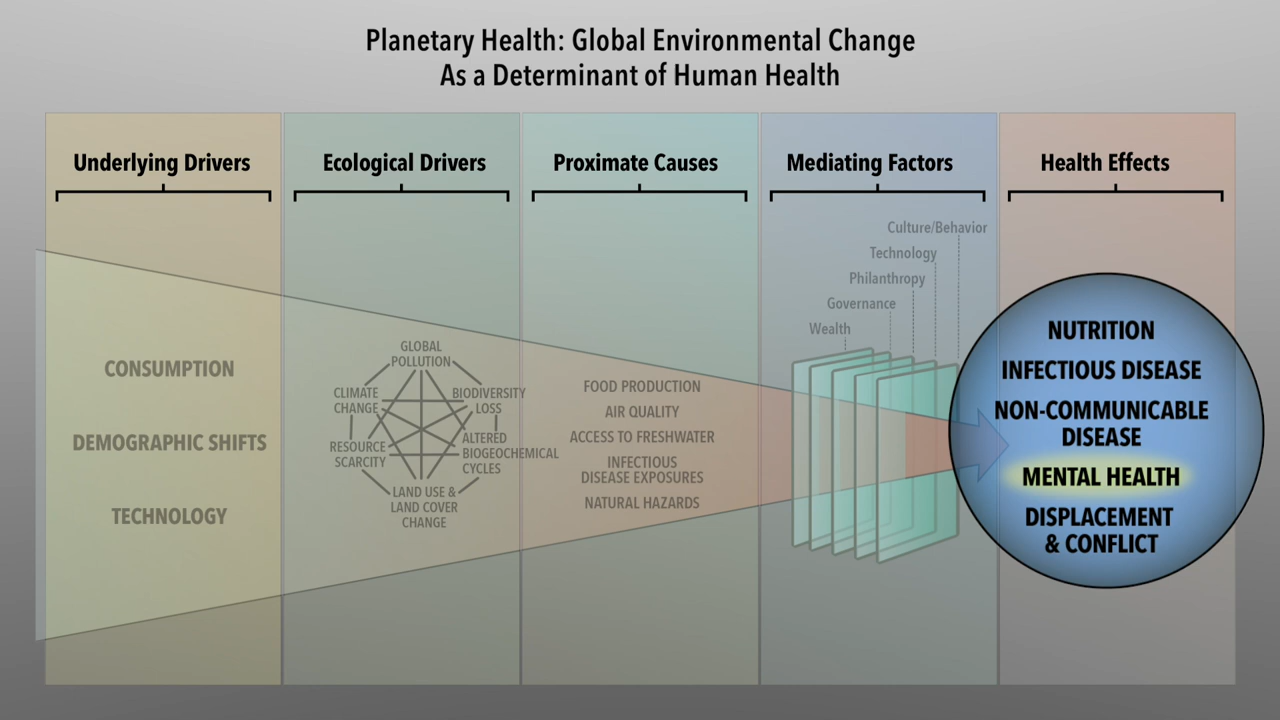 Planetary Health: Global Environmental Change
As a Determinant of Human Health
Underlying Drivers
Ecological Drivers
Proximate Causes
Mediating Factors
Health Effects
CONSUMPTION
DEMOGRAPHIC SHIFTS
TECHNOLOGY
GLOBAL
POLLUTION
CLIMATE
CHANGE
BIODIVERSITY
LOSS
RESOURCE
SCARCITY
ALTERED
BIOGEOCHEMICAL
CYCLES
LAND USE &
LAND COVER
CHANGE
FOOD PRODUCTION
AIR QUALITY
ACCESS TO FRESHWATER
INFECTIOUS
DISEASE EXPOSURES
NATURAL HAZARDS
Culture/Behavior
Technology
Philanthropy
Governance
Wealth
NUTRITION
INFECTIOUS DISEASE
NON-COMMUNICABLE
DISEASE
MENTAL HEALTH
DISPLACEMENT
& CONFLICT